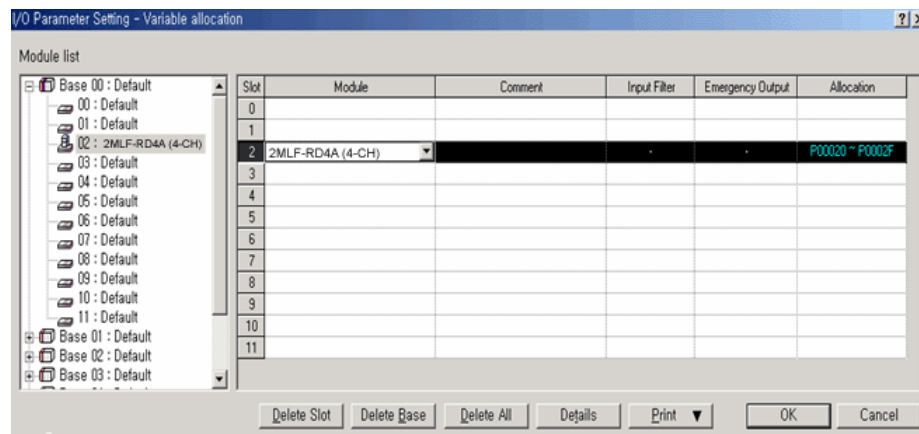 I/O Parameter Setting - Variable allocation
Module list
Base 00 : Default
00 : Default
01 : Default
02 : 2MLF-RD4A (4-CH)
03 : Default
04 : Default
05 : Default
06 : Default
07 : Default
08 : Default
09 : Default
10 : Default
11 : Default
Base 01 : Default
Base 02 : Default
Base 03 : Default
Slot Module Comment Input Filter Emergency Output Allocation
0
1
2 2MLF-RD4A (4-CH) - - P00020 ~ P0002F
3
4
5
6
7
8
9
10
11
Delete Slot Delete Base Delete All Details Print ▼ OK Cancel